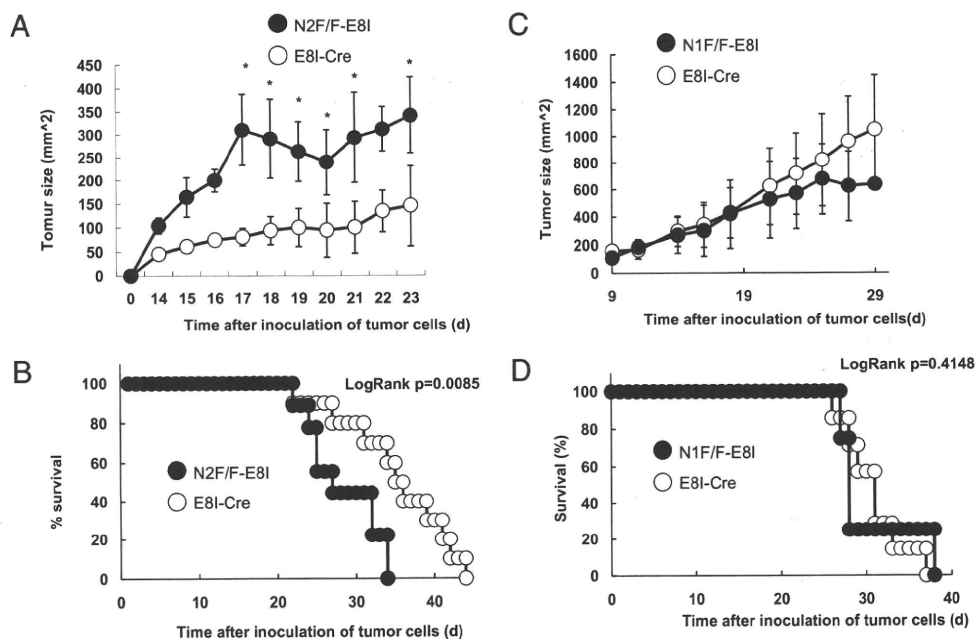 A
N2F/F-E8I
E8I-Cre
Tomur size (mm^2)
450
400
350
300
250
200
150
100
50
0
* * * * * *
0 14 15 16 17 18 19 20 21 22 23
Time after inoculation of tumor cells (d)
C
N1F/F-E8I
E8I-Cre
Tumor size (mm^2)
1600
1400
1200
1000
800
600
400
200
0
9 19 29
Time after inoculation of tumor cells(d)
B
LogRank p=0.0085
% survival
100
80
60
40
20
0
N2F/F-E8I
E8I-Cre
0 10 20 30 40
Time after inoculation of tumor cells (d)
D
LogRank p=0.4148
Survival (%)
100
80
60
40
20
0
N1F/F-E8I
E8I-Cre
0 10 20 30 40
Time after inoculation of tumor cells (d)